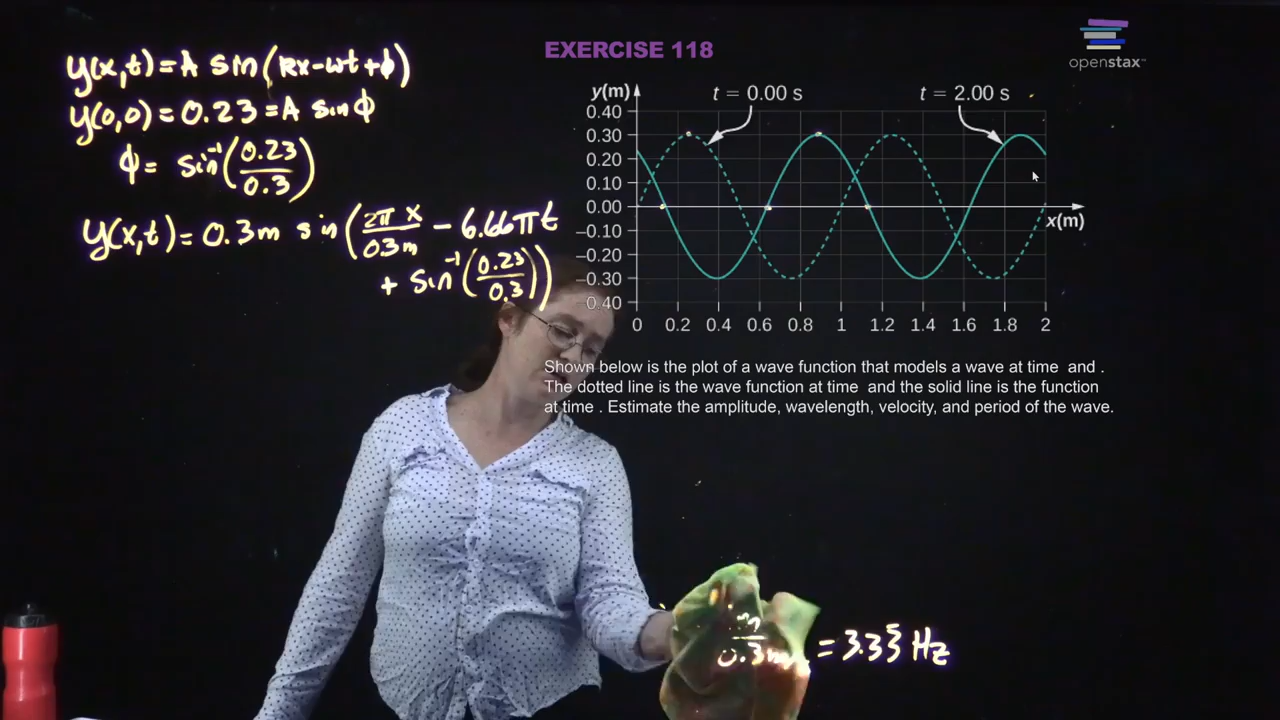 y(x,t) = A sin(kx-ωt+ϕ)
y(0,0) = 0.23 = A sin ϕ
ϕ = sin⁻¹(0.23/0.3)
y(x,t) = 0.3m sin(2π x/0.3m - 6.66πt
+ sin⁻¹(0.23/0.3))
EXERCISE 118
openstax™
y(m)
t = 0.00 s
t = 2.00 s
0.40
0.30
0.20
0.10
0.00
−0.10
−0.20
−0.30
0.40
x(m)
0 0.2 0.4 0.6 0.8 1 1.2 1.4 1.6 1.8 2
Shown below is the plot of a wave function that models a wave at time and .
The dotted line is the wave function at time and the solid line is the function
at time . Estimate the amplitude, wavelength, velocity, and period of the wave.
0.3m = 3.33 Hz